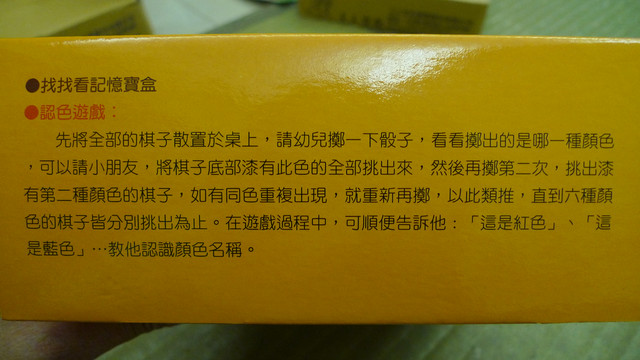 ●找找看記憶寶盒
●認色遊戲：
先將全部的棋子散置於桌上，請幼兒擲一下骰子，看看擲出的是哪一種顏色
，可以請小朋友，將棋子底部漆有此色的全部挑出來，然後再擲第二次，挑出漆
有第二種顏色的棋子，如有同色重複出現，就重新再擲，以此類推，直到六種顏
色的棋子皆分別挑出為止。在遊戲過程中，可順便告訴他：「這是紅色」、「這
是藍色」…教他認識顏色名稱。